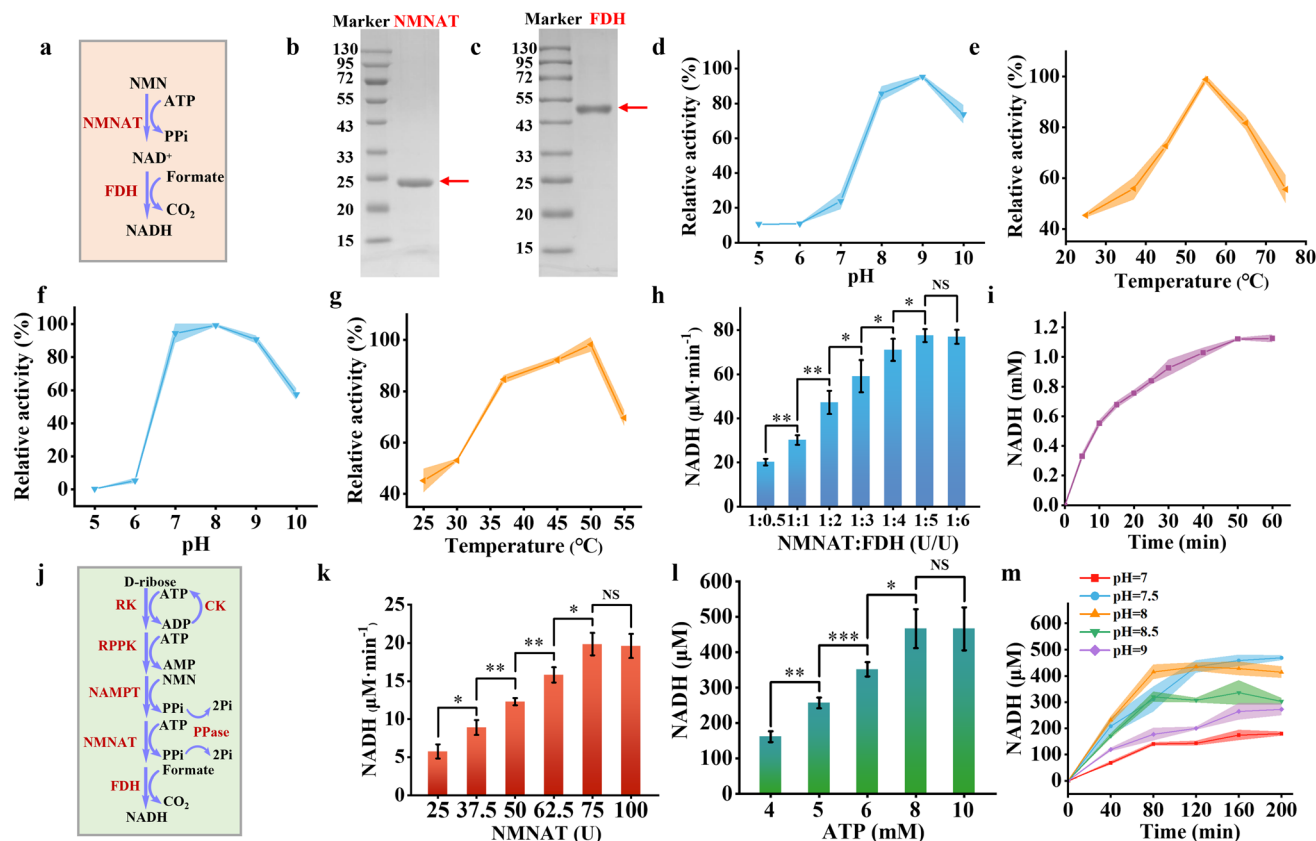 a
NMN
ATP
NMNAT
PPi
NAD⁺
Formate
FDH
CO₂
NADH
b
Marker NMNAT
130
95
72
55
43
33
25
20
15
c
Marker FDH
130
95
72
55
43
33
25
20
15
d
Relative activity (%)
100
80
60
40
20
0
5 6 7 8 9 10
pH
e
Relative activity (%)
100
80
60
40
25 35 45 55 65 75 80
Temperature (℃)
f
Relative activity (%)
100
80
60
40
20
0
5 6 7 8 9 10
pH
g
Relative activity (%)
100
80
60
40
25 30 35 40 45 50 55
Temperature (℃)
h
NADH (μM·min⁻¹)
80
60
40
20
0
** ** * * * NS
1:0.5 1:1 1:2 1:3 1:4 1:5 1:6
NMNAT:FDH (U/U)
i
NADH (mM)
1.2
1.0
0.8
0.6
0.4
0.2
0.0
0 10 20 30 40 50 60
Time (min)
j
D-ribose
ATP
RK
CK
ADP
ATP
RPPK
AMP
NMN
NAMPT
PPi
2Pi
ATP
PPase
NMNAT
PPi
2Pi
Formate
FDH
CO₂
NADH
k
NADH (μM·min⁻¹)
25
20
15
10
5
0
* ** ** * NS
25 37.5 50 62.5 75 100
NMNAT (U)
l
NADH (μM)
600
500
400
300
200
100
0
** *** * NS
4 5 6 8 10
ATP (mM)
m
pH=7
pH=7.5
pH=8
pH=8.5
pH=9
NADH (μM)
600
500
400
300
200
100
0
0 40 80 120 160 200
Time (min)